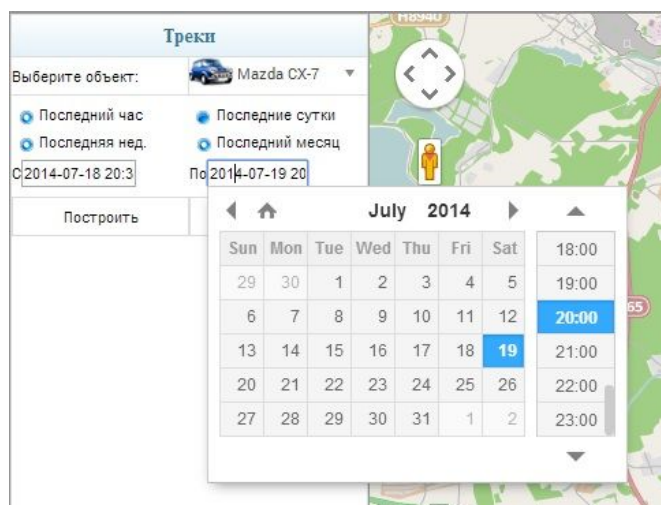 H8940
Треки
Выберите объект: Mazda CX-7
Последний час Последние сутки
Последняя нед. Последний месяц
С 2014-07-18 20:3 По 2014-07-19 20
Построить
July 2014
Sun Mon Tue Wed Thu Fri Sat 18:00
29 30 1 2 3 4 5 19:00
6 7 8 9 10 11 12 20:00
13 14 15 16 17 18 19 21:00
20 21 22 23 24 25 26 22:00
27 28 29 30 31 1 2 23:00